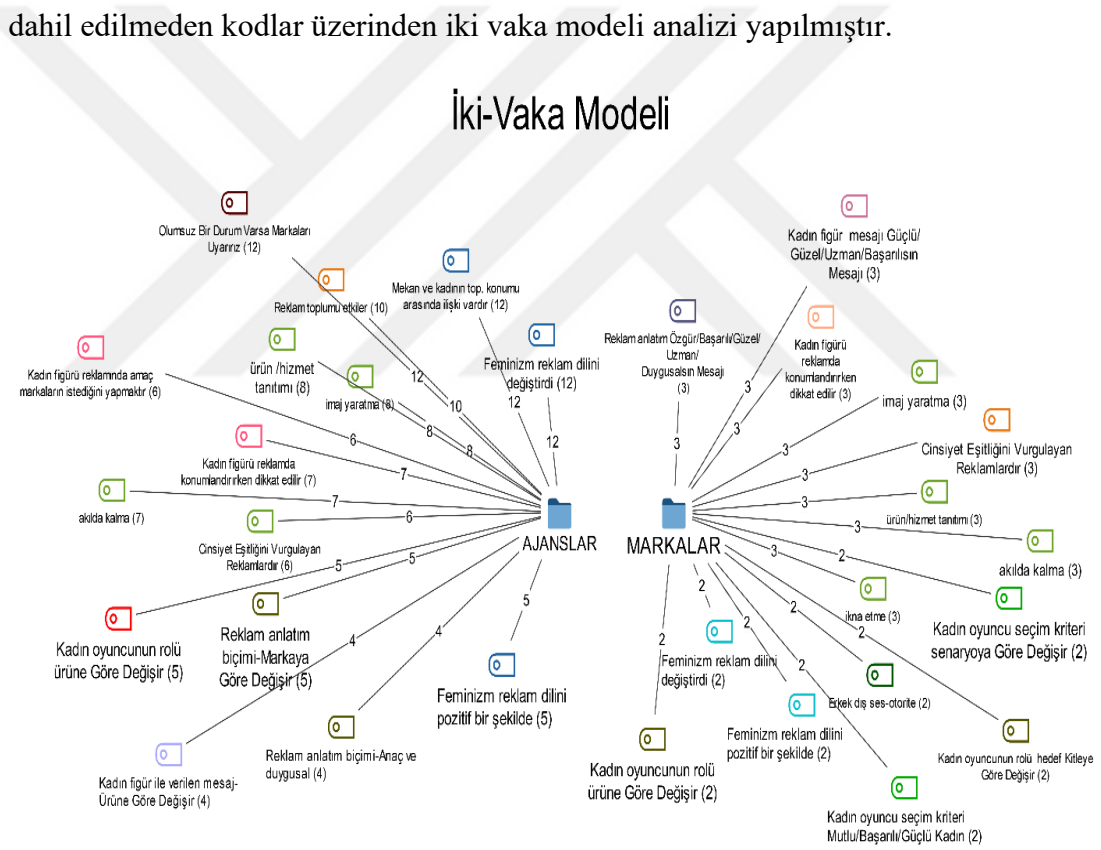 dahil edilmeden kodlar üzerinden iki vaka modeli analizi yapılmıştır.
İki-Vaka Modeli
Olumsuz Bir Durum Varsa Markaları
Uyarırız (12)
Reklam toplumu etkiler (10)
Mekan ve kadının top. konumu
arasında ilişki vardır (12)
Kadın figürü reklamında amaç
markaların istediğini yapmaktır (6)
ürün /hizmet
tanıtımı (8)
imaj yaratma (8)
Feminizm reklam dilini
değiştirdi (12)
Kadın figürü reklamda
konumlandırırken dikkat edilir (7)
akılda kalma (7)
Cinsiyet Eşitliğini Vurgulayan
Reklamlardır (6)
Kadın oyuncunun rolü
ürüne Göre Değişir (5)
Reklam anlatım
biçimi-Markaya
Göre Değişir (5)
Feminizm reklam dilini
pozitif bir şekilde (5)
Kadın figür ile verilen mesaj-
Ürüne Göre Değişir (4)
Reklam anlatım biçimi-Anaç ve
duygusal (4)
12
10
12
12
8
8
6
7
7
6
5
5
4
4
5
AJANSLAR
MARKALAR
Kadın figür mesajı Güçlü/
Güzel/Uzman/Başarılısın
Mesajı (3)
Reklam anlatım Özgür/Başarılı/Güzel/
Uzman/
Duygusalsın Mesajı
(3)
Kadın
figürü
reklamda
konumlandırırken
dikkat edilir (3)
imaj yaratma (3)
Cinsiyet Eşitliğini Vurgulayan
Reklamlardır (3)
ürün/hizmet tanıtımı (3)
akılda kalma (3)
ikna etme (3)
Kadın oyuncu seçim kriteri
senaryoya Göre Değişir (2)
Feminizm reklam dilini
değiştirdi (2)
Erkek dış ses-otorite (2)
Feminizm reklam dilini
pozitif bir şekilde (2)
Kadın oyuncunun rolü
ürüne Göre Değişir (2)
Kadın oyuncunun rolü hedef Kitleye
Göre Değişir (2)
Kadın oyuncu seçim kriteri
Mutlu/Başarılı/Güçlü Kadın (2)
3
3
3
3
3
3
3
2
3
2
2
2
2
2
2